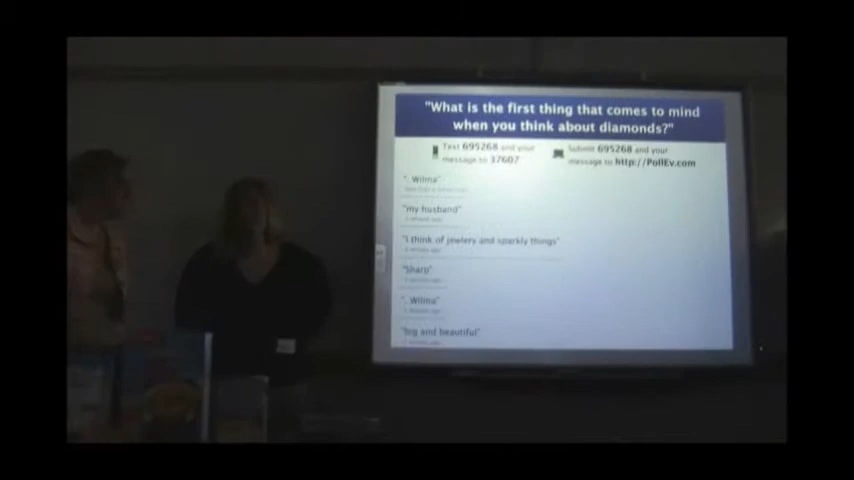 "What is the first thing that comes to mind
when you think about diamonds?"
Text 695268 and your
message to 37607
Submit 695268 and your
message to http://PollEv.com
". Wilma"
"my husband"
"I think of jewlery and sparkly things"
"Sharp"
". Wilma"
"big and beautiful"